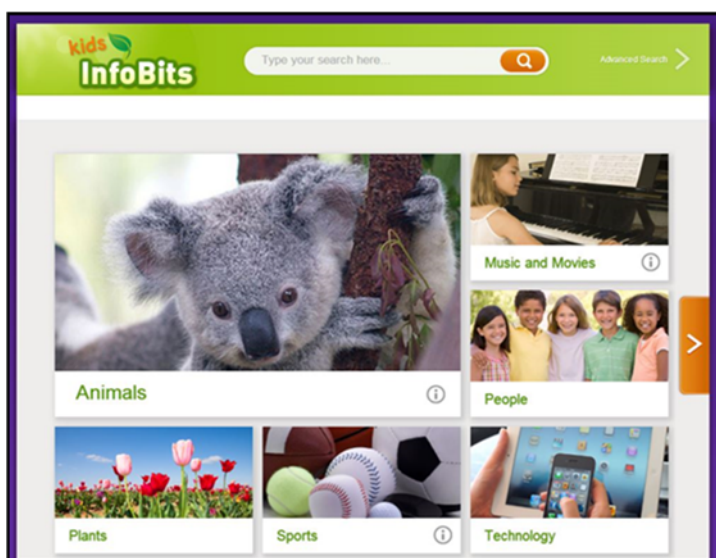 kids
InfoBits
Type your search here...
Advanced Search
Animals
Music and Movies
People
Plants
Sports
Technology